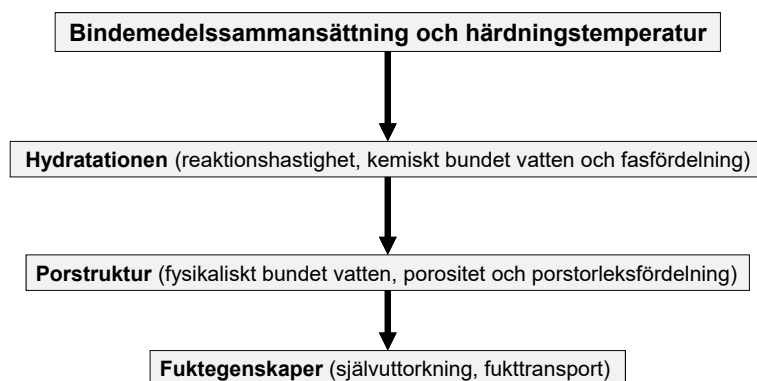 Bindemedelssammansättning och härdningstemperatur
Hydratationen (reaktionshastighet, kemiskt bundet vatten och fasfördelning)
Porstruktur (fysikaliskt bundet vatten, porositet och porstorleksfördelning)
Fuktegenskaper (självuttorkning, fukttransport)